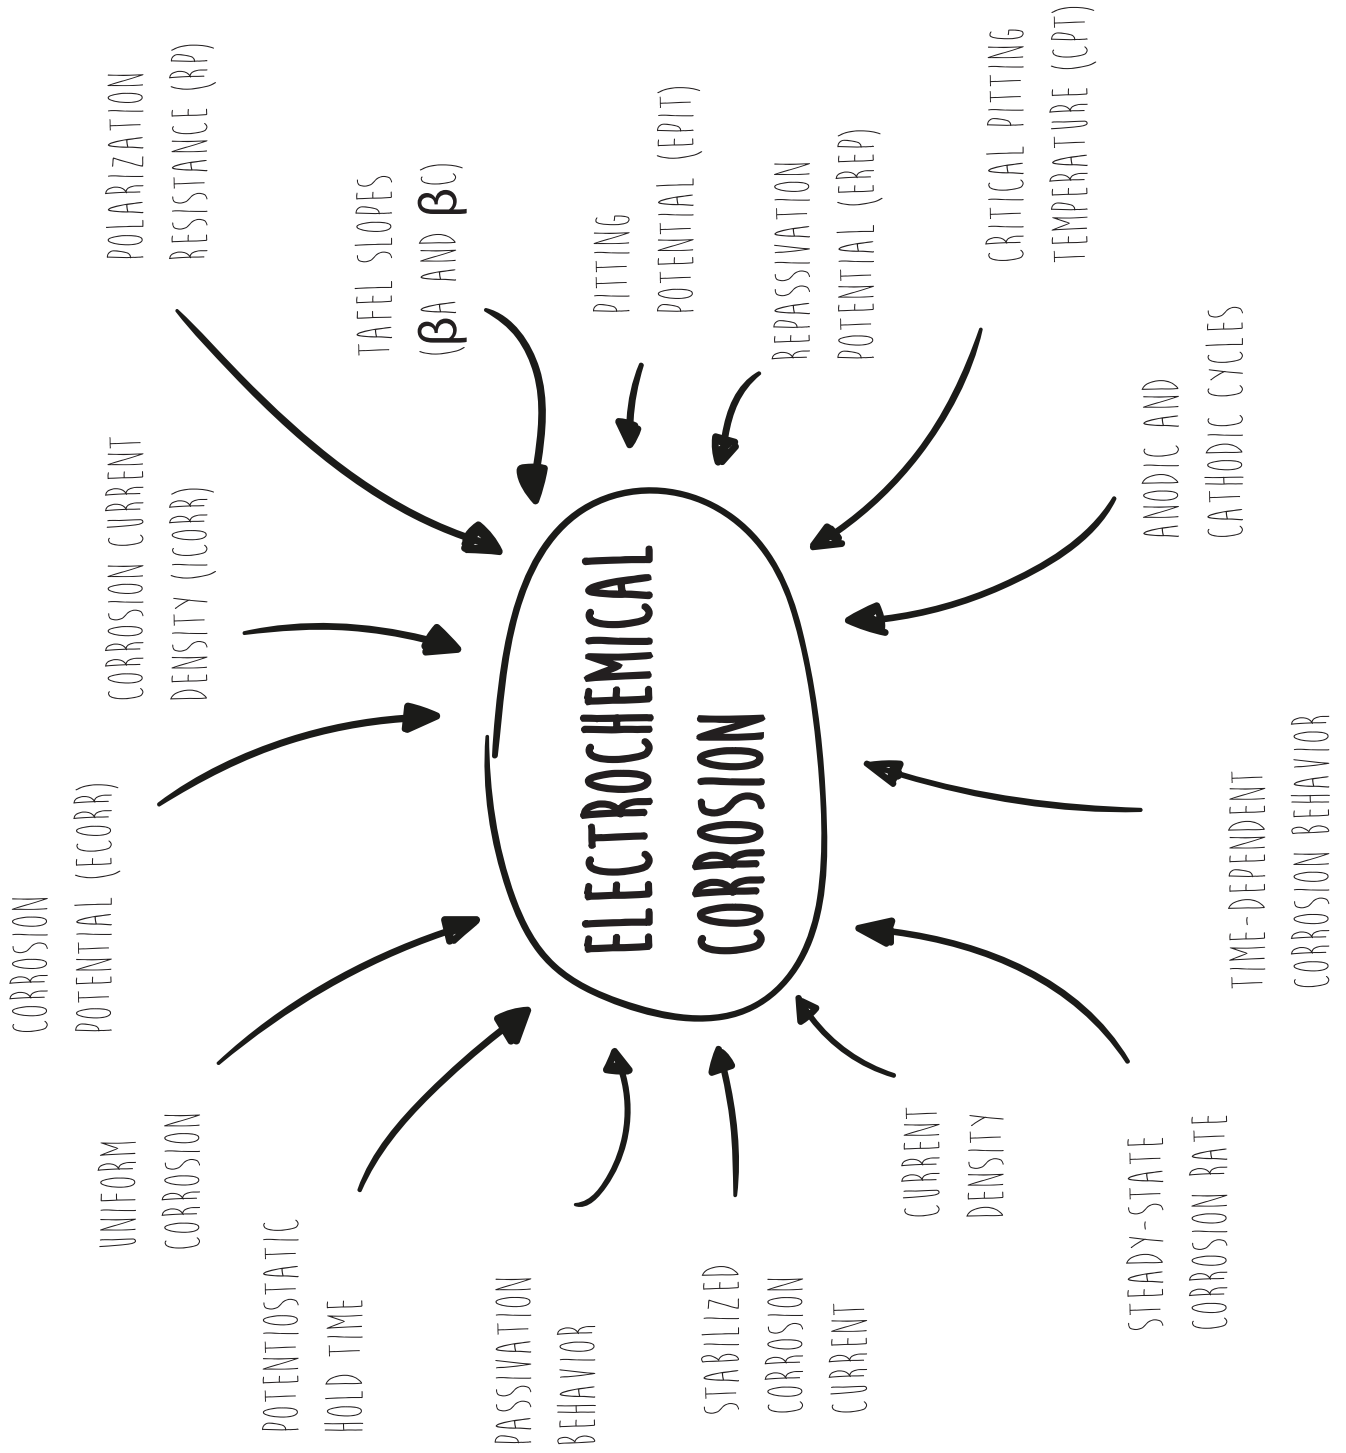 POLARIZATION
RESISTANCE (RP)
TAFEL SLOPES
(βA AND βC)
PITTING
POTENTIAL (EPIT)
REPASSIVATION
POTENTIAL (EREP)
CRITICAL PITTING
TEMPERATURE (CPT)
ANODIC AND
CATHODIC CYCLES
CORROSION CURRENT
DENSITY (ICORR)
ELECTROCHEMICAL
CORROSION
TIME-DEPENDENT
CORROSION BEHAVIOR
CORROSION
POTENTIAL (ECORR)
UNIFORM
CORROSION
POTENTIOSTATIC
HOLD TIME
PASSIVATION
BEHAVIOR
STABILIZED
CORROSION
CURRENT
CURRENT
DENSITY
STEADY-STATE
CORROSION RATE